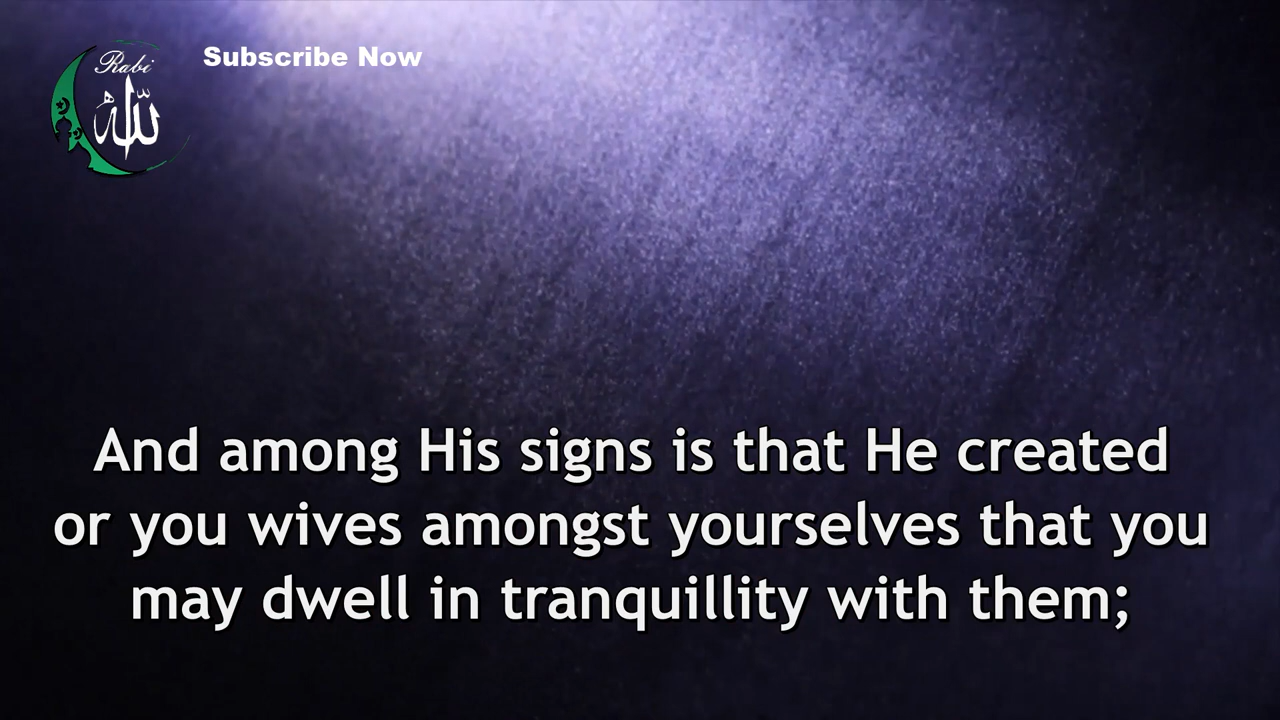 Subscribe Now
Rabi
الله
And among His signs is that He created
or you wives amongst yourselves that you
may dwell in tranquillity with them;